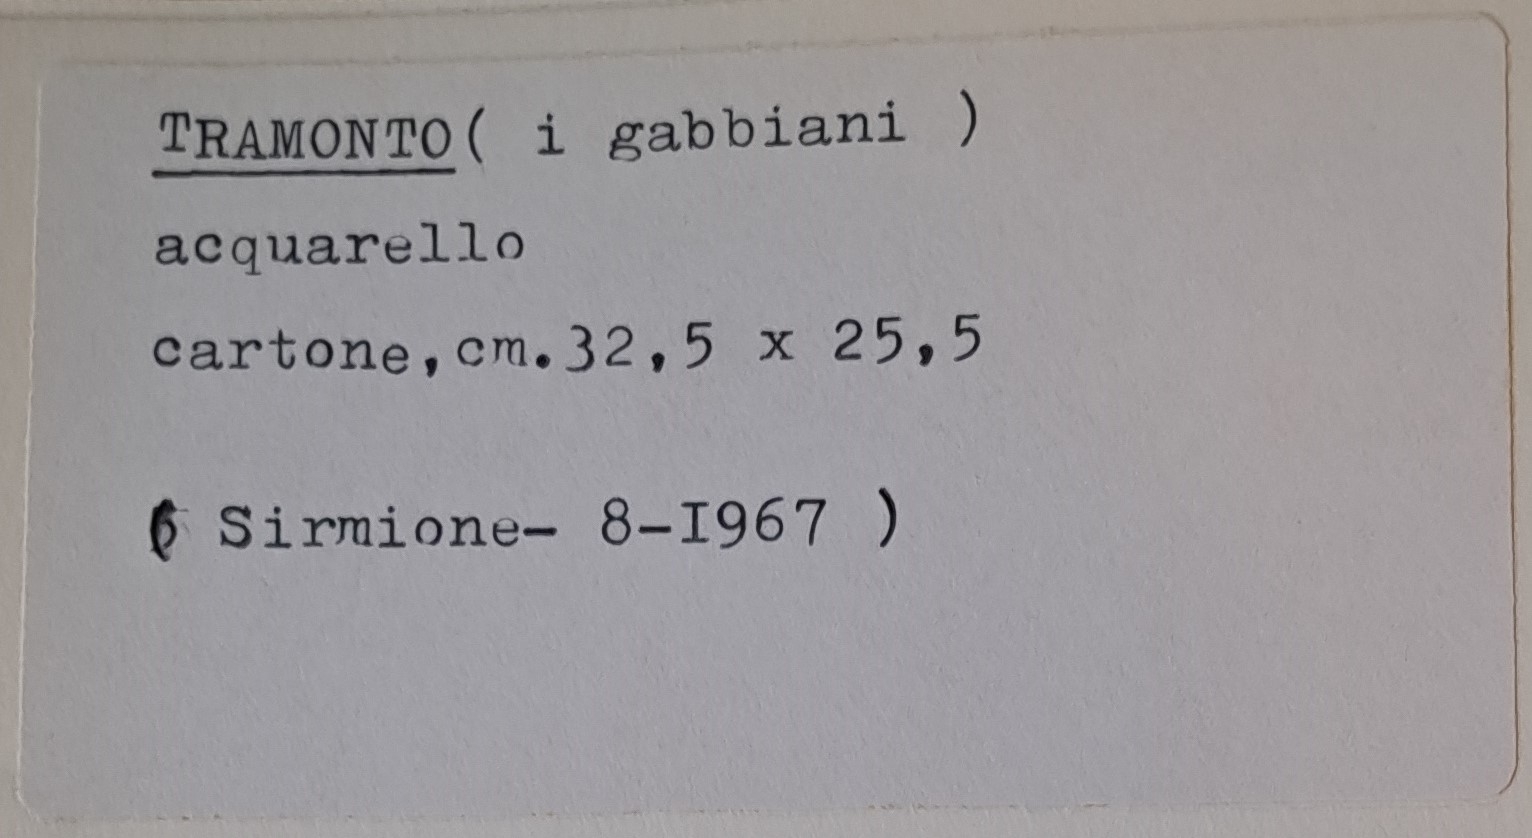 TRAMONTO( i gabbiani )
acquarello
cartone,cm.32,5 x 25,5
( Sirmione- 8-I967 )